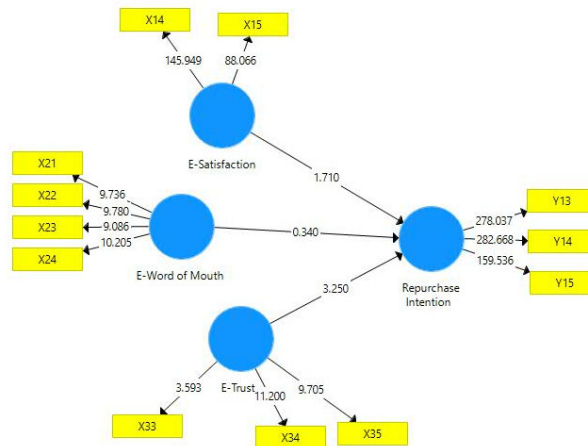 X14
X15
145.949
88.066
E-Satisfaction
1.710
X21
X22
X23
X24
9.736
9.780
9.086
10.205
E-Word of Mouth
0.340
Y13
Y14
Y15
278.037
282.668
159.536
Repurchase
Intention
3.250
E-Trust
3.593
11.200
9.705
X33
X34
X35